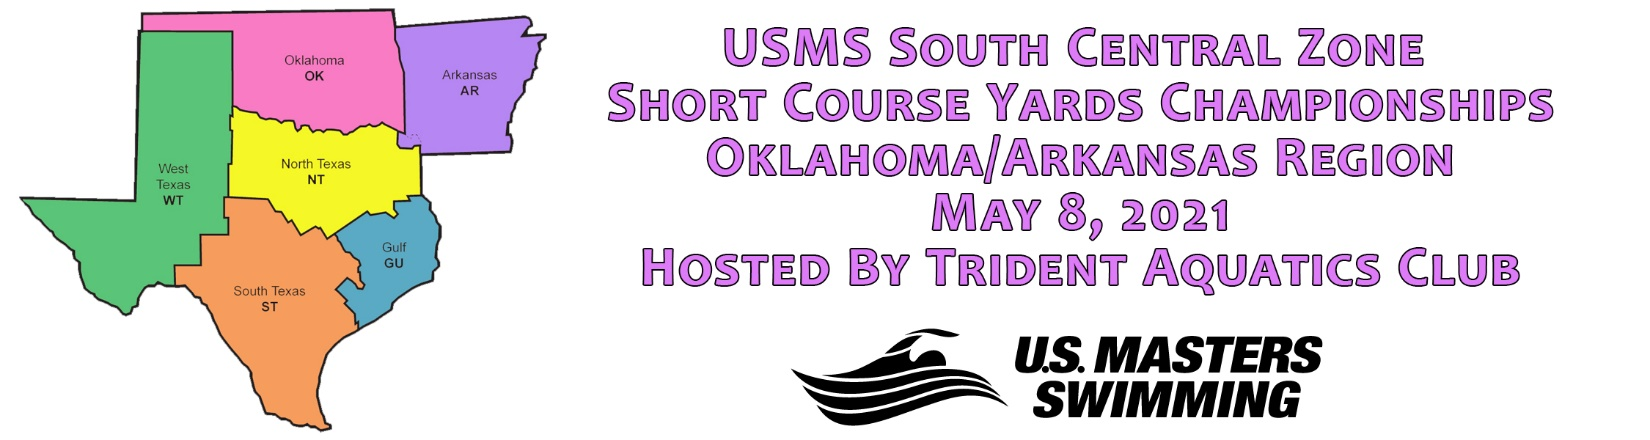 Oklahoma
OK
Arkansas
AR
West
Texas
WT
North Texas
NT
Gulf
GU
South Texas
ST
USMS South Central Zone
Short Course Yards Championships
Oklahoma/Arkansas Region
May 8, 2021
Hosted By Trident Aquatics Club
U.S. MASTERS
SWIMMING